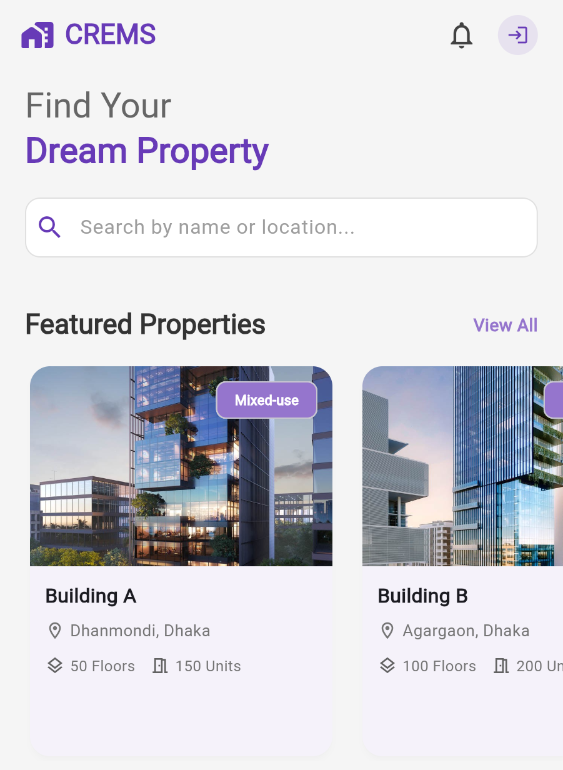 CREMS
Find Your
Dream Property
Search by name or location...
Featured Properties
View All
Mixed-use
Building A
Dhanmondi, Dhaka
50 Floors
150 Units
Building B
Agargaon, Dhaka
100 Floors
200 Un